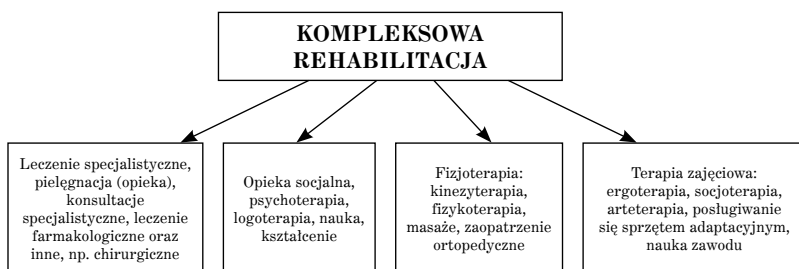 KOMPLEKSOWA
REHABILITACJA
Leczenie specjalistyczne,
pielęgnacja (opieka),
konsultacje
specjalistyczne, leczenie
farmakologiczne oraz
inne, np. chirurgiczne
Opieka socjalna,
psychoterapia,
logoterapia, nauka,
kształcenie
Fizjoterapia:
kinezyterapia,
fizykoterapia,
masaże, zaopatrzenie
ortopedyczne
Terapia zajęciowa:
ergoterapia, socjoterapia,
arteterapia, posługiwanie
się sprzętem adaptacyjnym,
nauka zawodu